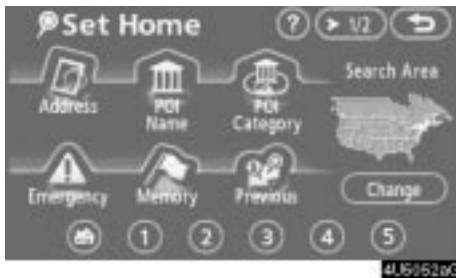 Set Home ? 1/2
Search Area
Address POI Name POI Category
Emergency Memory Previous Change
1 2 3 4 5
4U5052aG